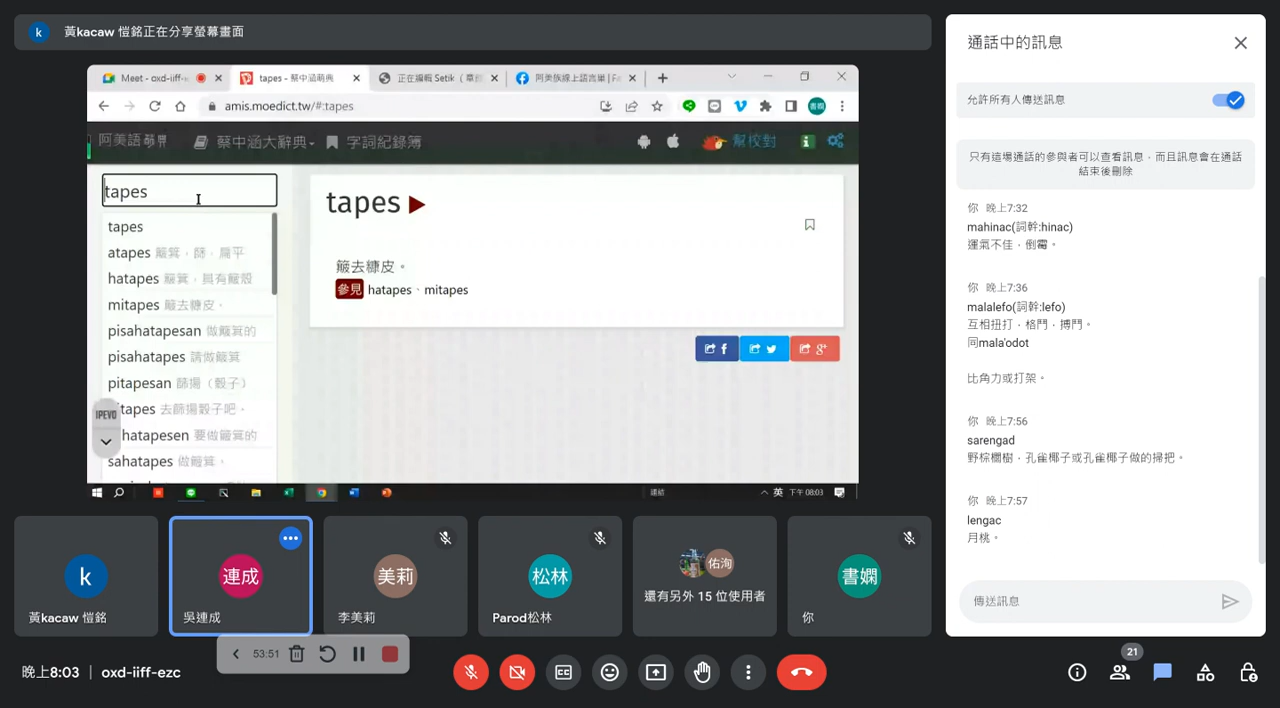 k 黃kacaw 愷銘正在分享螢幕畫面
Meet - oxd-iiff-
tapes - 蔡中涵萌典
正在編輯 Setik（
阿美族線上語言巢 | Fa
amis.moedict.tw/#:tapes
書嫻
阿美語萌典
蔡中涵大辭典
字詞紀錄簿
幫校對
tapes
tapes
atapes 簸箕，篩，扁平
hatapes 簸箕，具有簸殼
mitapes 簸去糠皮。
pisahatapesan 做簸箕的
pisahatapes 請做簸箕
pitapesan 篩揚（穀子）
itapes 去篩揚穀子吧。
hatapesen 要做簸箕的
sahatapes 做簸箕。
IPEVO
tapes
簸去糠皮。
參見 hatapes、mitapes
f
g+
連結
英 下午 08:03
k
黃kacaw 愷銘
連成
吳連成
美莉
李美莉
松林
Parod松林
佑洵
還有另外 15 位使用者
書嫻
你
53:51
晚上8:03 | oxd-iiff-ezc
21
通話中的訊息
允許所有人傳送訊息
只有這場通話的參與者可以查看訊息，而且訊息會在通話
結束後刪除
你 晚上7:32
mahinac(詞幹:hinac)
運氣不佳，倒霉。
你 晚上7:36
malalefo(詞幹:lefo)
互相扭打，格鬥，搏鬥。
同mala'odot
比角力或打架。
你 晚上7:56
sarengad
野棕櫚樹，孔雀椰子或孔雀椰子做的掃把。
你 晚上7:57
lengac
月桃。
傳送訊息